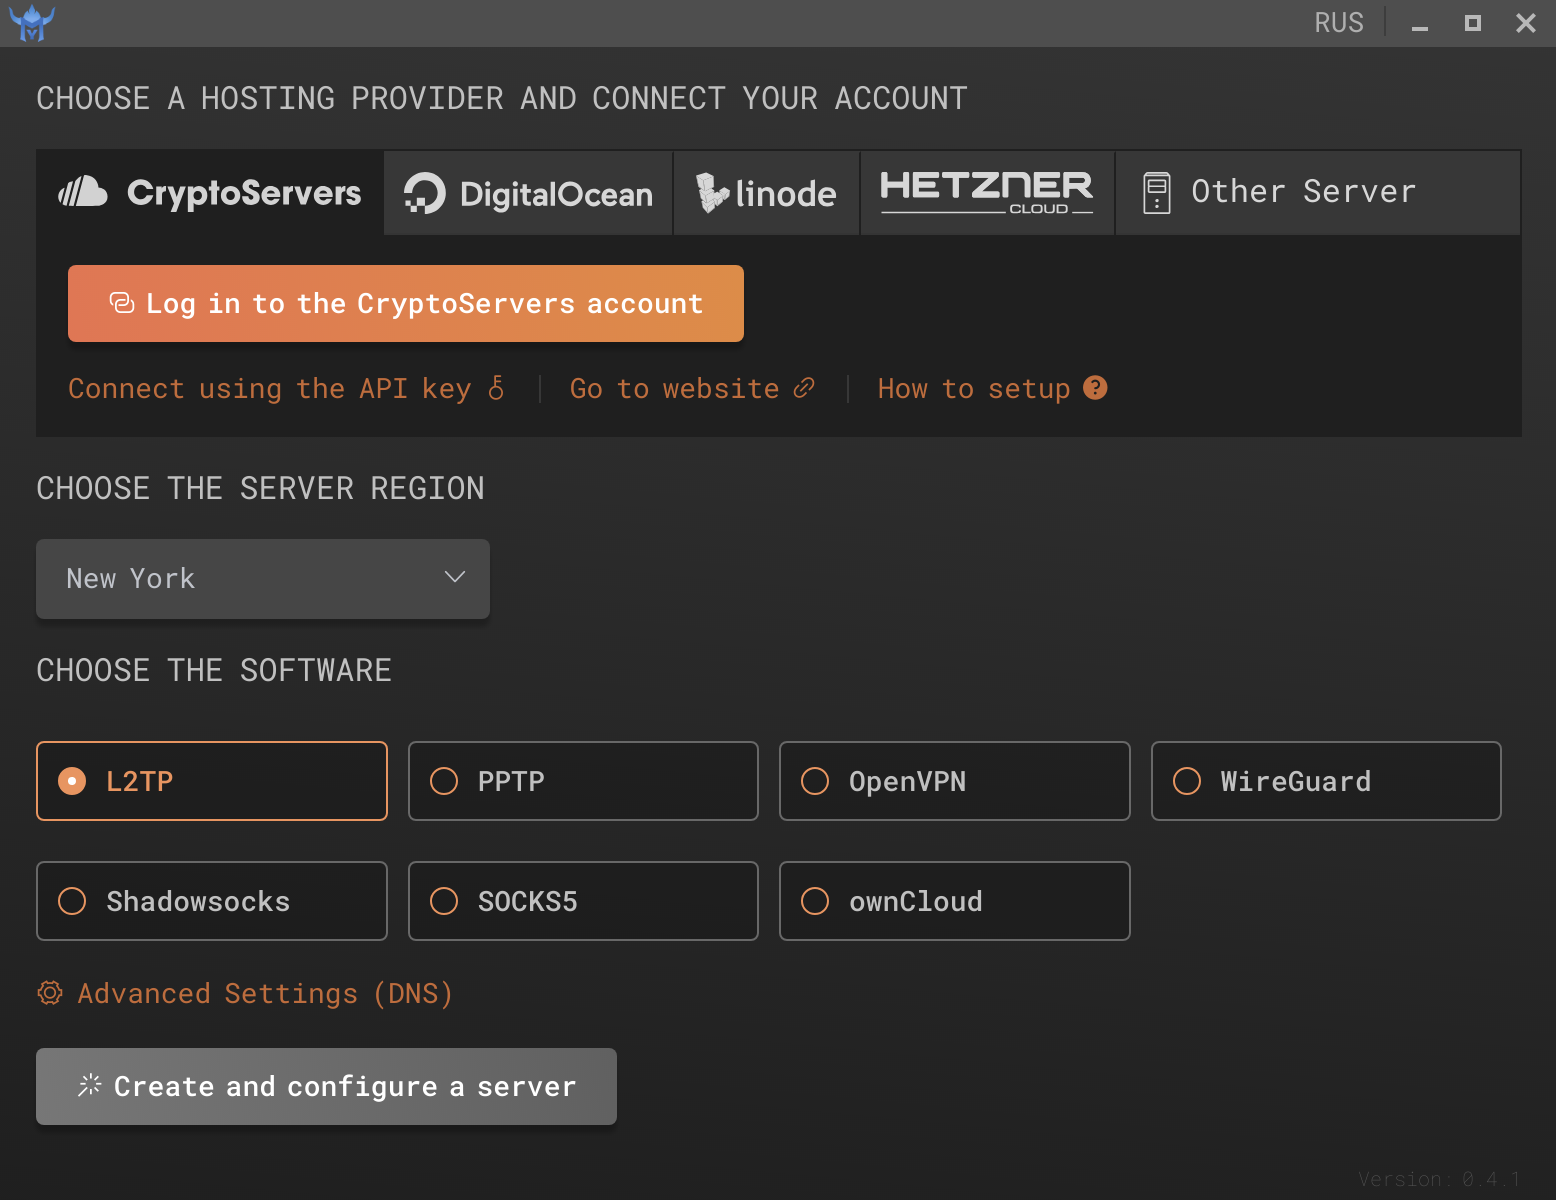 RUS
CHOOSE A HOSTING PROVIDER AND CONNECT YOUR ACCOUNT
CryptoServers
DigitalOcean
linode
HETZNER
CLOUD
Other Server
Log in to the CryptoServers account
Connect using the API key
Go to website
How to setup
CHOOSE THE SERVER REGION
New York
CHOOSE THE SOFTWARE
L2TP
PPTP
OpenVPN
WireGuard
Shadowsocks
SOCKS5
ownCloud
Advanced Settings (DNS)
Create and configure a server
Version: 0.4.1